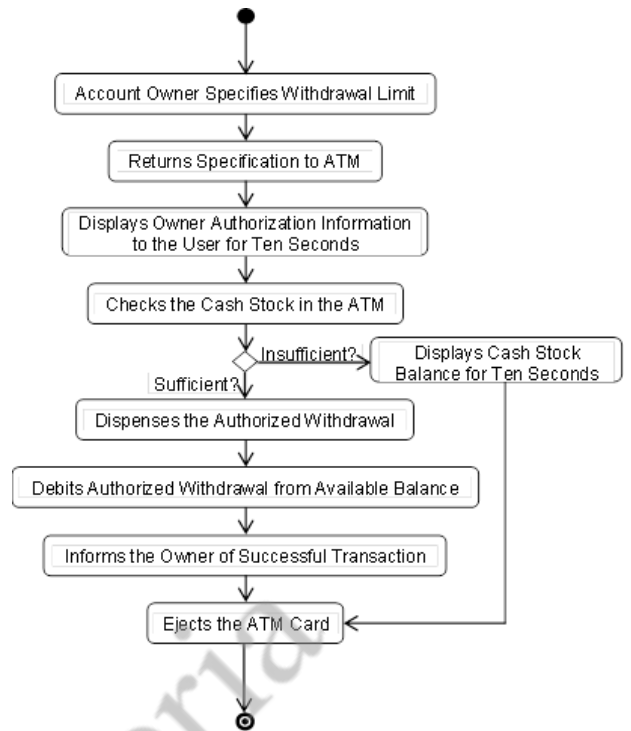 Account Owner Specifies Withdrawal Limit
Returns Specification to ATM
Displays Owner Authorization Information
to the User for Ten Seconds
Checks the Cash Stock in the ATM
Insufficient?
Displays Cash Stock
Balance for Ten Seconds
Sufficient?
Dispenses the Authorized Withdrawal
Debits Authorized Withdrawal from Available Balance
Informs the Owner of Successful Transaction
Ejects the ATM Card